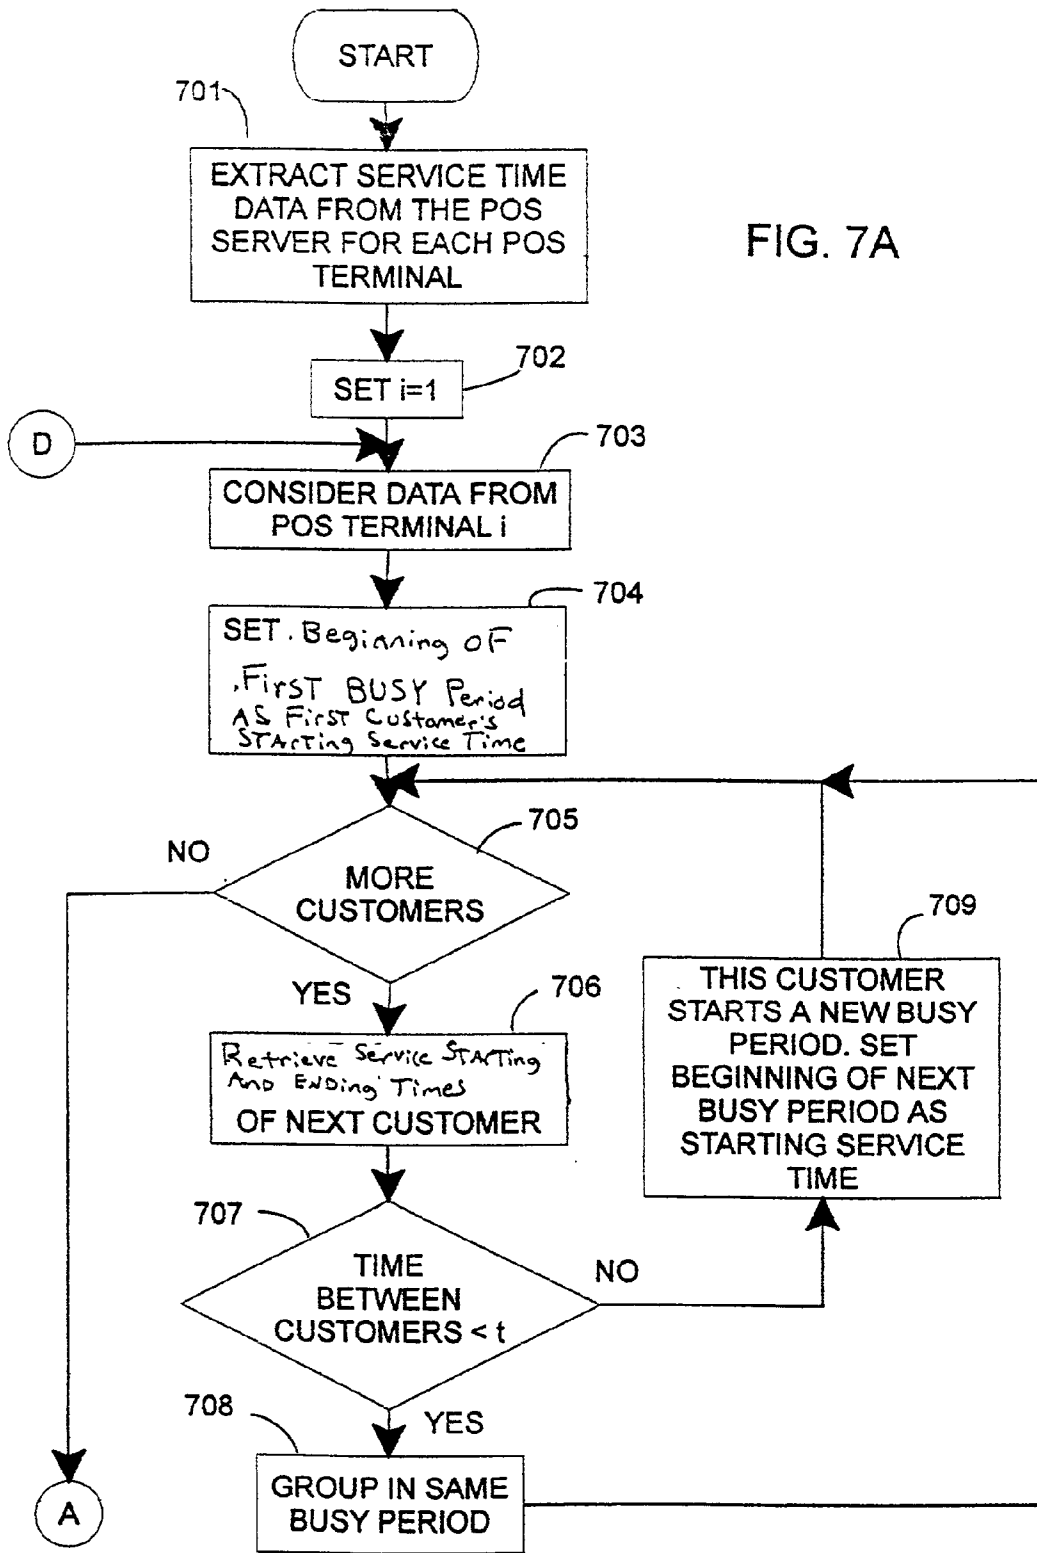 START
701
EXTRACT SERVICE TIME
DATA FROM THE POS
SERVER FOR EACH POS
TERMINAL
FIG. 7A
702
SET i=1
D
703
CONSIDER DATA FROM
POS TERMINAL i
704
SET. Beginning OF
.FirST BUSY Period
AS FirST Customer's
STArting Service Time
705
NO
MORE
CUSTOMERS
YES
706
Retrieve Service STArting
AND ENDing Times
OF NEXT CUSTOMER
709
THIS CUSTOMER
STARTS A NEW BUSY
PERIOD. SET
BEGINNING OF NEXT
BUSY PERIOD AS
STARTING SERVICE
TIME
707
TIME
BETWEEN
CUSTOMERS < t
NO
YES
708
GROUP IN SAME
BUSY PERIOD
A